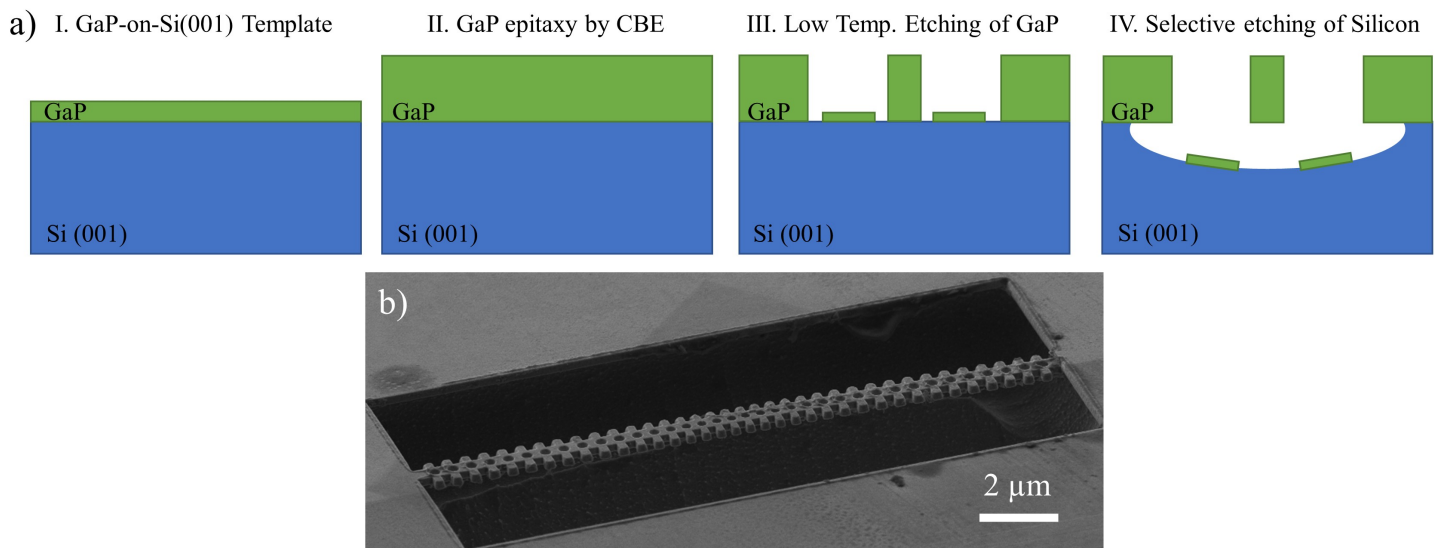 a) I. GaP-on-Si(001) Template II. GaP epitaxy by CBE III. Low Temp. Etching of GaP IV. Selective etching of Silicon
GaP GaP GaP GaP
Si (001) Si (001) Si (001) Si (001)
b)
2 µm